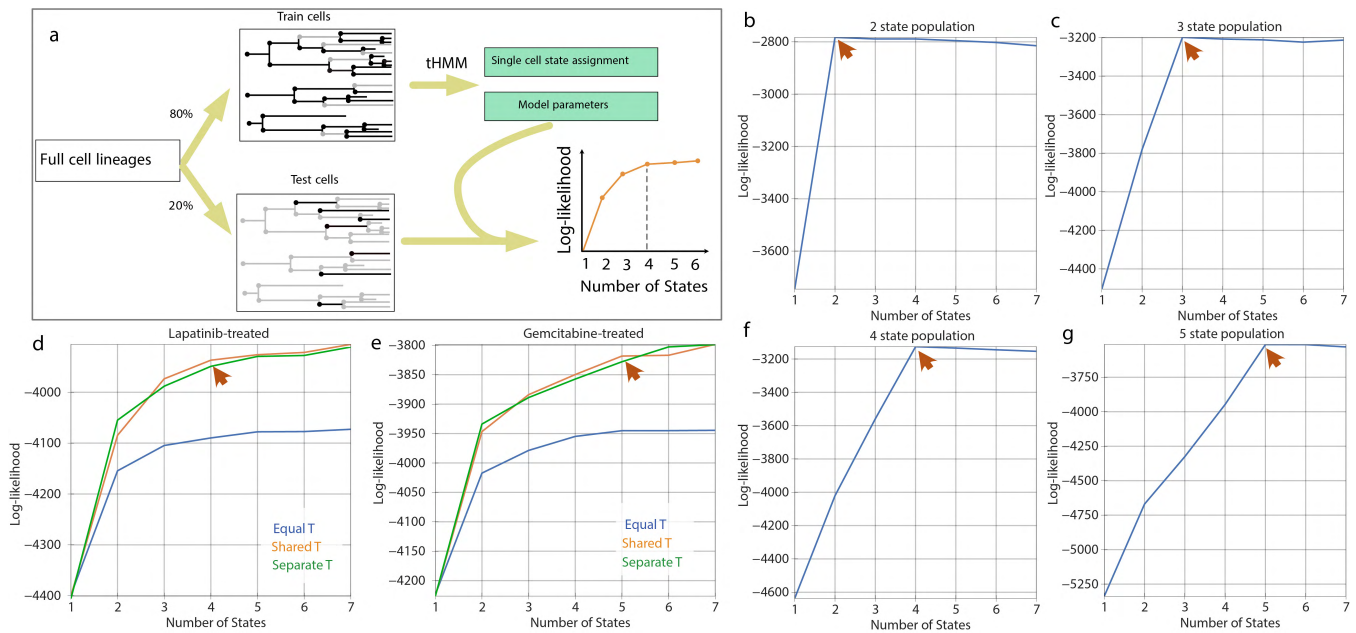 a
Train cells
80%
Full cell lineages
20%
Test cells
tHMM
Single cell state assignment
Model parameters
Log-likelihood
1 2 3 4 5 6
Number of States
b
2 state population
Log-likelihood
−2800
−3000
−3200
−3400
−3600
1 2 3 4 5 6 7
Number of States
c
3 state population
Log-likelihood
−3200
−3400
−3600
−3800
−4000
−4200
−4400
1 2 3 4 5 6 7
Number of States
d
Lapatinib-treated
Log-likelihood
−4000
−4100
−4200
−4300
−4400
Equal T
Shared T
Separate T
1 2 3 4 5 6 7
Number of States
e
Gemcitabine-treated
Log-likelihood
−3800
−3850
−3900
−3950
−4000
−4050
−4100
−4150
−4200
Equal T
Shared T
Separate T
1 2 3 4 5 6 7
Number of States
f
4 state population
Log-likelihood
−3200
−3400
−3600
−3800
−4000
−4200
−4400
−4600
1 2 3 4 5 6 7
Number of States
g
5 state population
Log-likelihood
−3750
−4000
−4250
−4500
−4750
−5000
−5250
1 2 3 4 5 6 7
Number of States